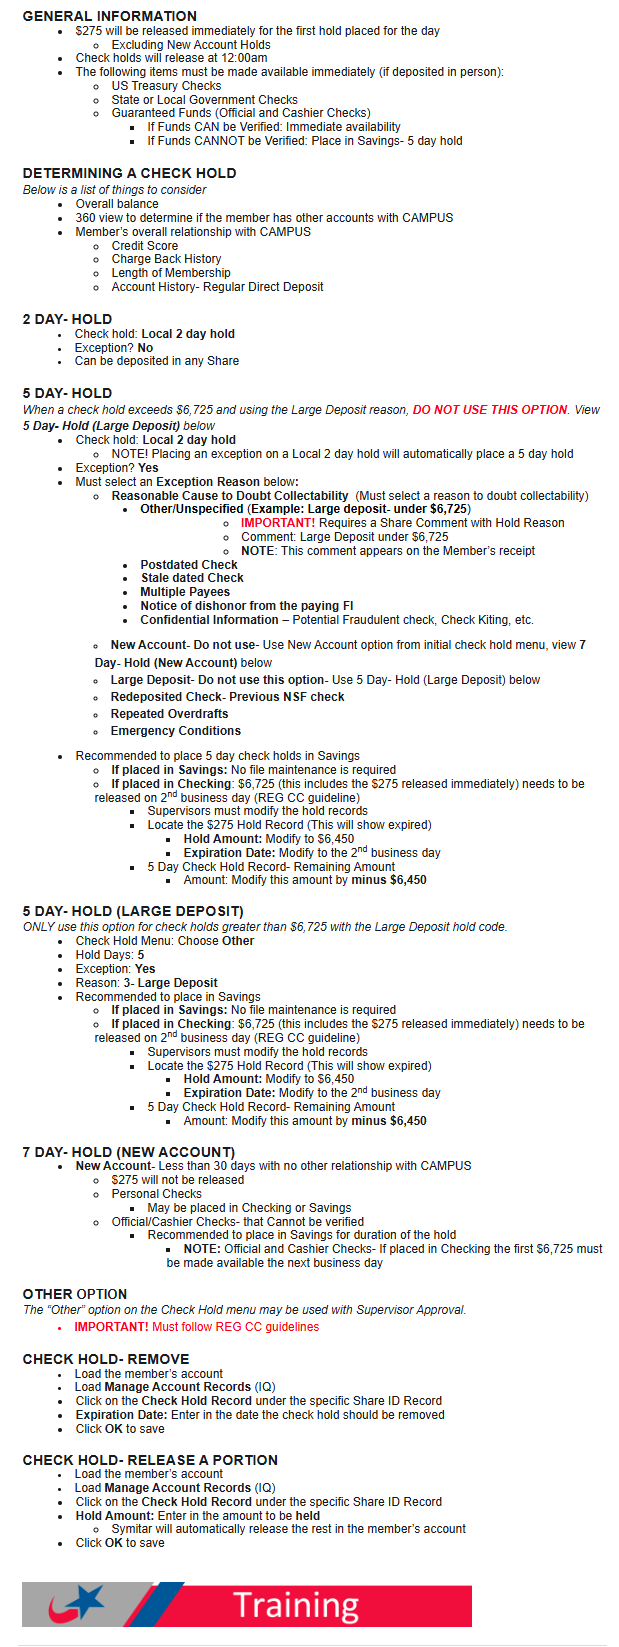 GENERAL INFORMATION
• $275 will be released immediately for the first hold placed for the day
o Excluding New Account Holds
• Check holds will release at 12:00am
• The following items must be made available immediately (if deposited in person):
o US Treasury Checks
o State or Local Government Checks
o Guaranteed Funds (Official and Cashier Checks)
▪ If Funds CAN be Verified: Immediate availability
▪ If Funds CANNOT be Verified: Place in Savings- 5 day hold
DETERMINING A CHECK HOLD
Below is a list of things to consider
• Overall balance
• 360 view to determine if the member has other accounts with CAMPUS
• Member's overall relationship with CAMPUS
o Credit Score
o Charge Back History
o Length of Membership
o Account History- Regular Direct Deposit
2 DAY- HOLD
• Check hold: Local 2 day hold
• Exception? No
• Can be deposited in any Share
5 DAY- HOLD
When a check hold exceeds $6,725 and using the Large Deposit reason, DO NOT USE THIS OPTION. View
5 Day- Hold (Large Deposit) below
• Check hold: Local 2 day hold
o NOTE! Placing an exception on a Local 2 day hold will automatically place a 5 day hold
• Exception? Yes
• Must select an Exception Reason below:
o Reasonable Cause to Doubt Collectability (Must select a reason to doubt collectability)
• Other/Unspecified (Example: Large deposit- under $6,725)
o IMPORTANT! Requires a Share Comment with Hold Reason
o Comment: Large Deposit under $6,725
o NOTE: This comment appears on the Member's receipt
• Postdated Check
• Stale dated Check
• Multiple Payees
• Notice of dishonor from the paying FI
• Confidential Information – Potential Fraudulent check, Check Kiting, etc.
o New Account- Do not use- Use New Account option from initial check hold menu, view 7
Day- Hold (New Account) below
o Large Deposit- Do not use this option- Use 5 Day- Hold (Large Deposit) below
o Redeposited Check- Previous NSF check
o Repeated Overdrafts
o Emergency Conditions
• Recommended to place 5 day check holds in Savings
o If placed in Savings: No file maintenance is required
o If placed in Checking: $6,725 (this includes the $275 released immediately) needs to be
released on 2nd business day (REG CC guideline)
▪ Supervisors must modify the hold records
▪ Locate the $275 Hold Record (This will show expired)
▪ Hold Amount: Modify to $6,450
▪ Expiration Date: Modify to the 2nd business day
▪ 5 Day Check Hold Record- Remaining Amount
▪ Amount: Modify this amount by minus $6,450
5 DAY- HOLD (LARGE DEPOSIT)
ONLY use this option for check holds greater than $6,725 with the Large Deposit hold code.
• Check Hold Menu: Choose Other
• Hold Days: 5
• Exception: Yes
• Reason: 3- Large Deposit
• Recommended to place in Savings
o If placed in Savings: No file maintenance is required
o If placed in Checking: $6,725 (this includes the $275 released immediately) needs to be
released on 2nd business day (REG CC guideline)
▪ Supervisors must modify the hold records
▪ Locate the $275 Hold Record (This will show expired)
▪ Hold Amount: Modify to $6,450
▪ Expiration Date: Modify to the 2nd business day
▪ 5 Day Check Hold Record- Remaining Amount
▪ Amount: Modify this amount by minus $6,450
7 DAY- HOLD (NEW ACCOUNT)
• New Account- Less than 30 days with no other relationship with CAMPUS
o $275 will not be released
o Personal Checks
▪ May be placed in Checking or Savings
o Official/Cashier Checks- that Cannot be verified
▪ Recommended to place in Savings for duration of the hold
▪ NOTE: Official and Cashier Checks- If placed in Checking the first $6,725 must
be made available the next business day
OTHER OPTION
The "Other" option on the Check Hold menu may be used with Supervisor Approval.
• IMPORTANT! Must follow REG CC guidelines
CHECK HOLD- REMOVE
• Load the member's account
• Load Manage Account Records (IQ)
• Click on the Check Hold Record under the specific Share ID Record
• Expiration Date: Enter in the date the check hold should be removed
• Click OK to save
CHECK HOLD- RELEASE A PORTION
• Load the member's account
• Load Manage Account Records (IQ)
• Click on the Check Hold Record under the specific Share ID Record
• Hold Amount: Enter in the amount to be held
o Symitar will automatically release the rest in the member's account
• Click OK to save
Training